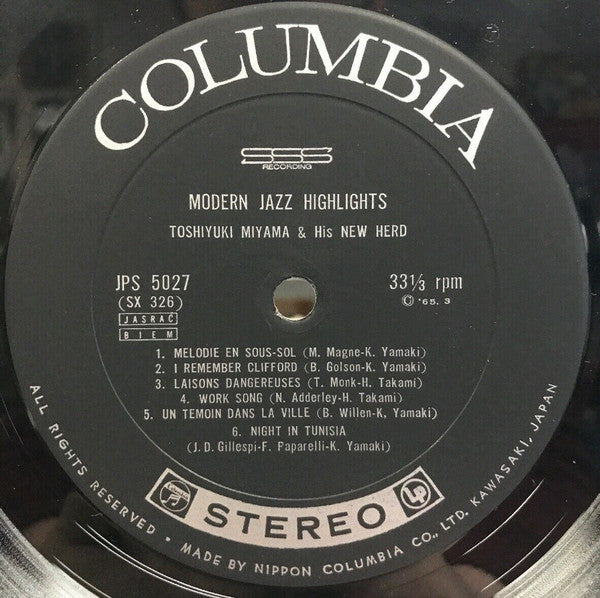 COLUMBIA
SSS
RECORDING
MODERN JAZZ HIGHLIGHTS
TOSHIYUKI MIYAMA & His NEW HERD
JPS 5027
(SX 326)
JASRAC
BIEM
33⅓ rpm
Ⓒ '65. 3
1. MELODIE EN SOUS-SOL (M. Magne-K. Yamaki)
2. I REMEMBER CLIFFORD (B. Golson-K. Yamaki)
3. LAISONS DANGEREUSES (T. Monk-H. Takami)
4. WORK SONG (N. Adderley-H. Takami)
5. UN TEMOIN DANS LA VILLE (B. Willen-K, Yamaki)
6. NIGHT IN TUNISIA
(J. D. Gillespi-F. Paparelli-K. Yamaki)
STEREO
LP
ALL RIGHTS RESERVED • MADE BY NIPPON COLUMBIA CO., LTD. KAWASAKI, JAPAN